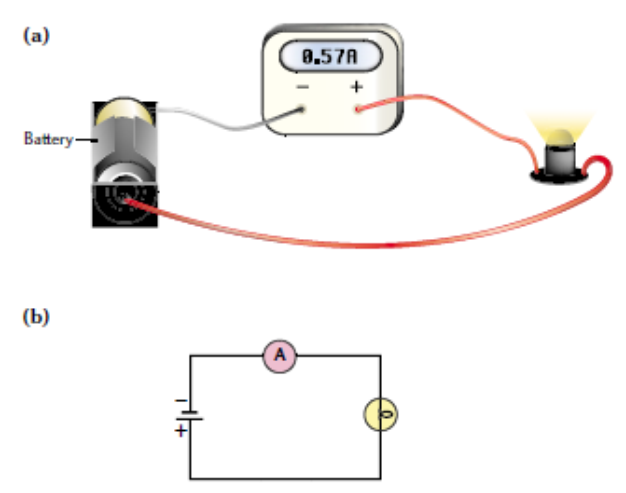 (a)
0.57A
− +
Battery
(b)
A
−
+